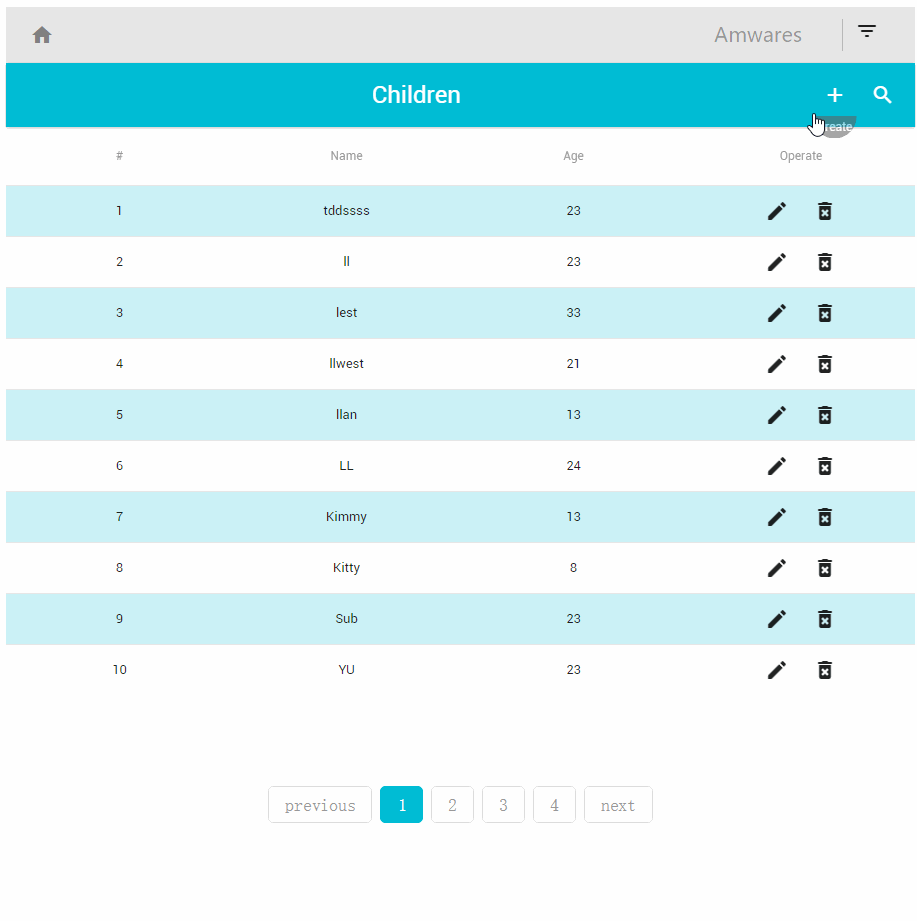 Amwares
Children
reate
# Name Age Operate
1 tddssss 23
2 ll 23
3 lest 33
4 llwest 21
5 llan 13
6 LL 24
7 Kimmy 13
8 Kitty 8
9 Sub 23
10 YU 23
previous 1 2 3 4 next